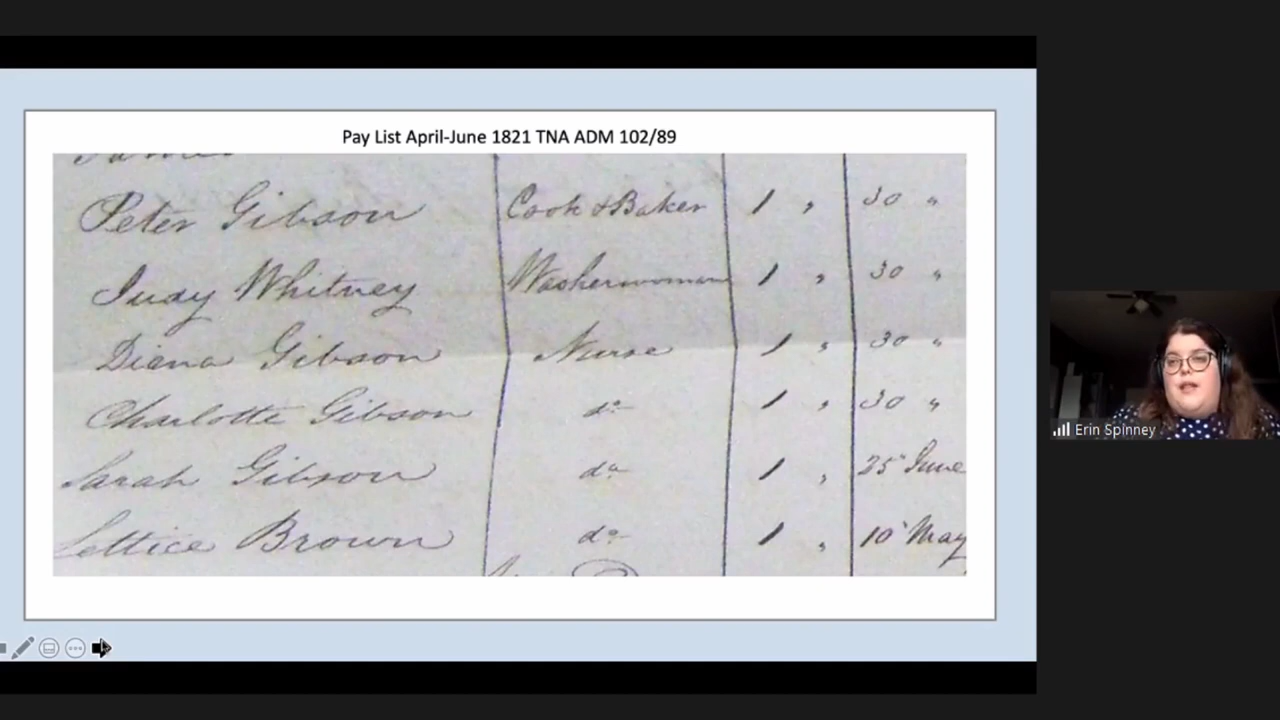 Pay List April-June 1821 TNA ADM 102/89
Peter Gibson Cook & Baker 1 „ 30 „
Judy Whitney Washerwoman 1 „ 30 „
Diana Gibson Nurse 1 „ 30 „
Charlotte Gibson do 1 „ 30 „
Sarah Gibson do 1 „ 25 June
Lettice Brown do 1 „ 10 May
Erin Spinney